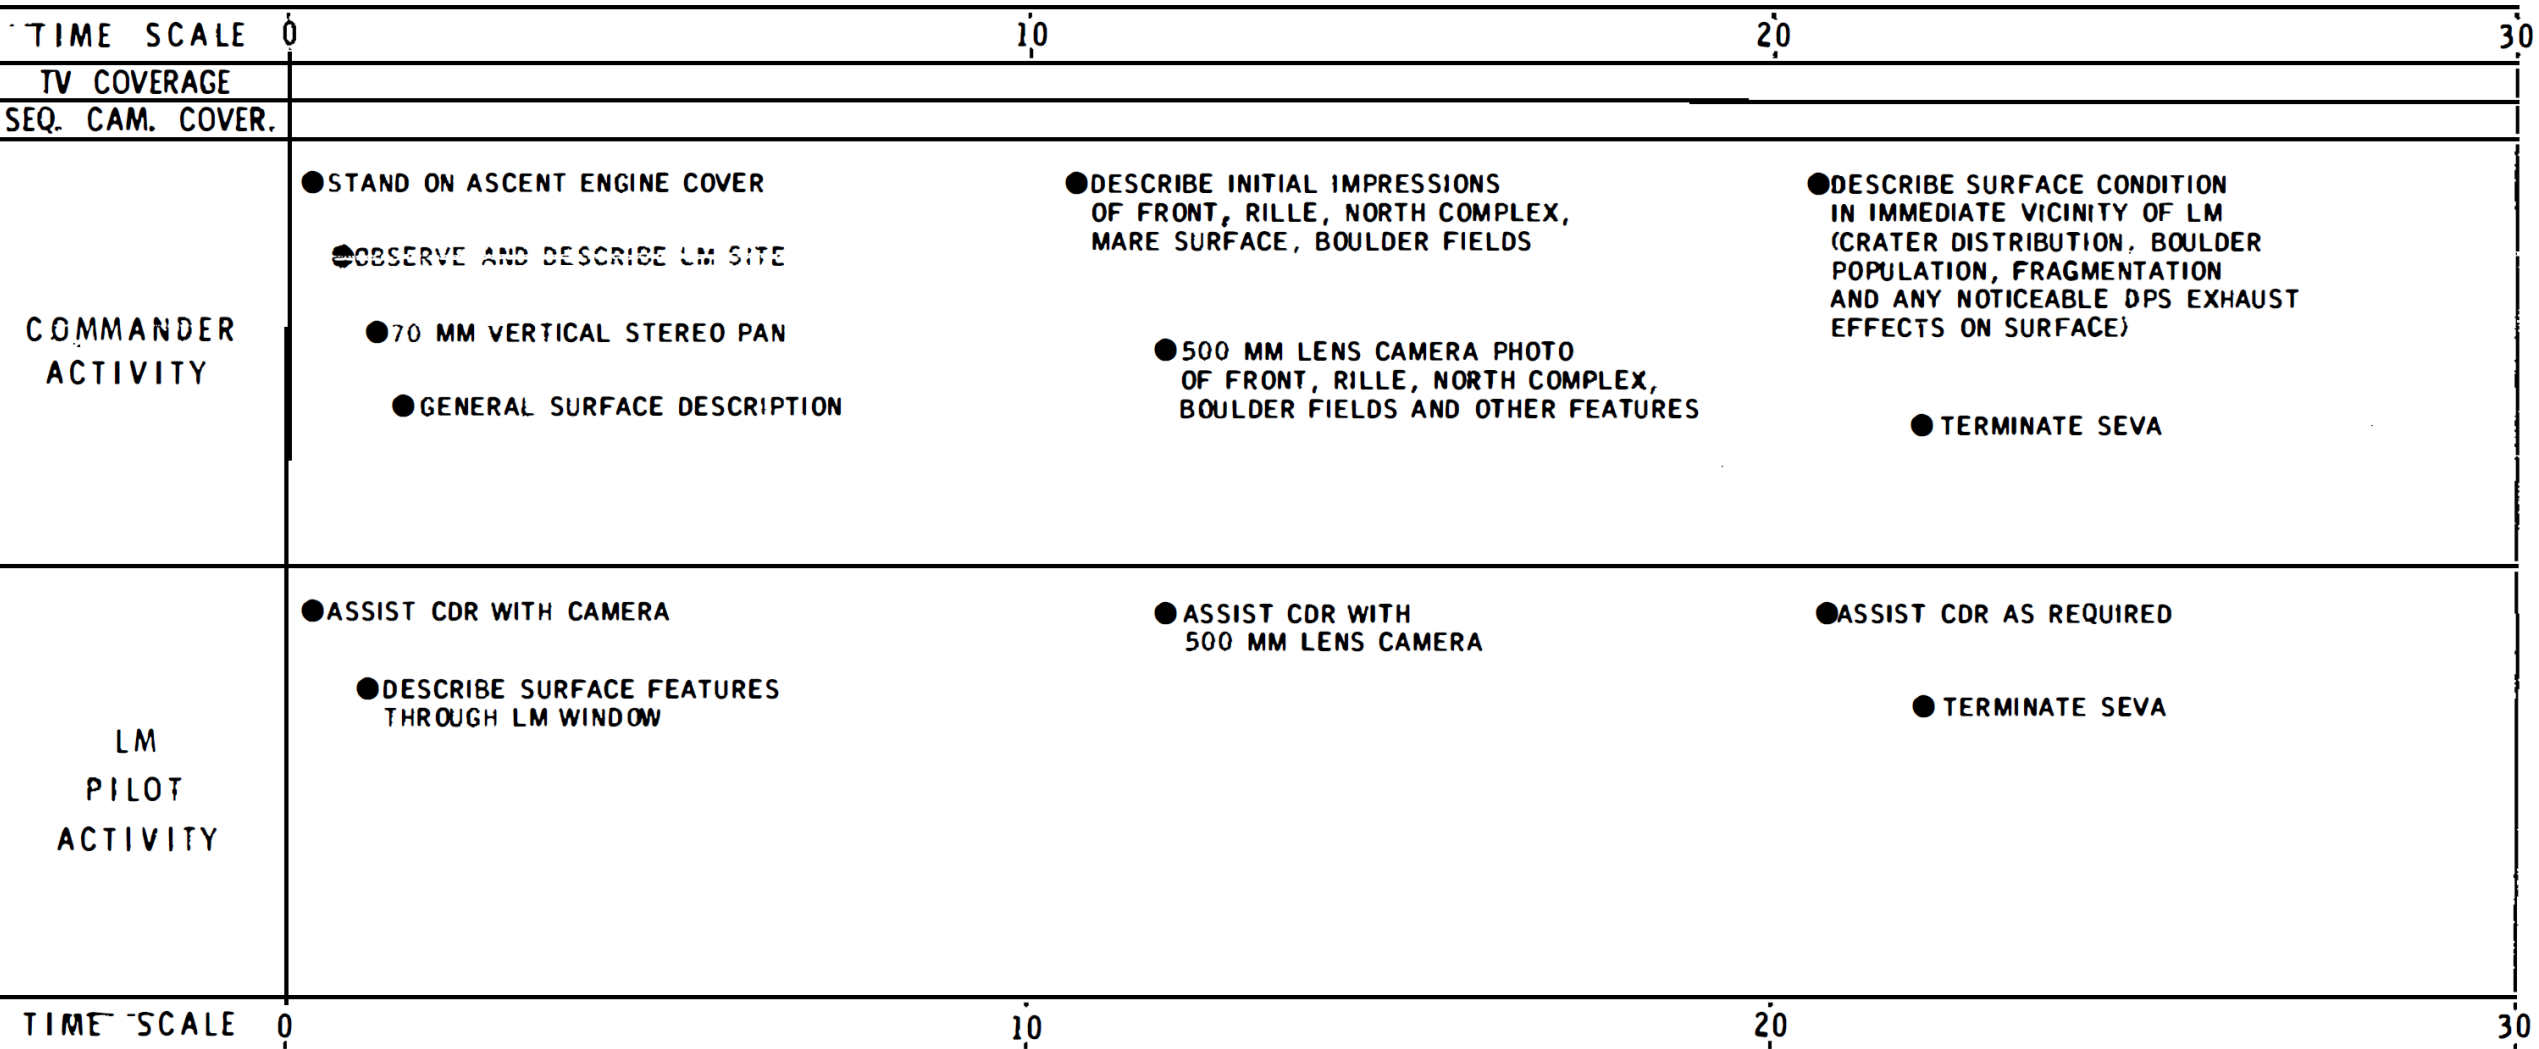 TIME SCALE 0 10 20 30
TV COVERAGE
SEQ. CAM. COVER.
COMMANDER
ACTIVITY
●STAND ON ASCENT ENGINE COVER
●OBSERVE AND DESCRIBE LM SITE
●70 MM VERTICAL STEREO PAN
●GENERAL SURFACE DESCRIPTION
●DESCRIBE INITIAL IMPRESSIONS
OF FRONT, RILLE, NORTH COMPLEX,
MARE SURFACE, BOULDER FIELDS
●500 MM LENS CAMERA PHOTO
OF FRONT, RILLE, NORTH COMPLEX,
BOULDER FIELDS AND OTHER FEATURES
●DESCRIBE SURFACE CONDITION
IN IMMEDIATE VICINITY OF LM
(CRATER DISTRIBUTION, BOULDER
POPULATION, FRAGMENTATION
AND ANY NOTICEABLE DPS EXHAUST
EFFECTS ON SURFACE)
●TERMINATE SEVA
LM
PILOT
ACTIVITY
●ASSIST CDR WITH CAMERA
●DESCRIBE SURFACE FEATURES
THROUGH LM WINDOW
●ASSIST CDR WITH
500 MM LENS CAMERA
●ASSIST CDR AS REQUIRED
●TERMINATE SEVA
TIME SCALE 0 10 20 30